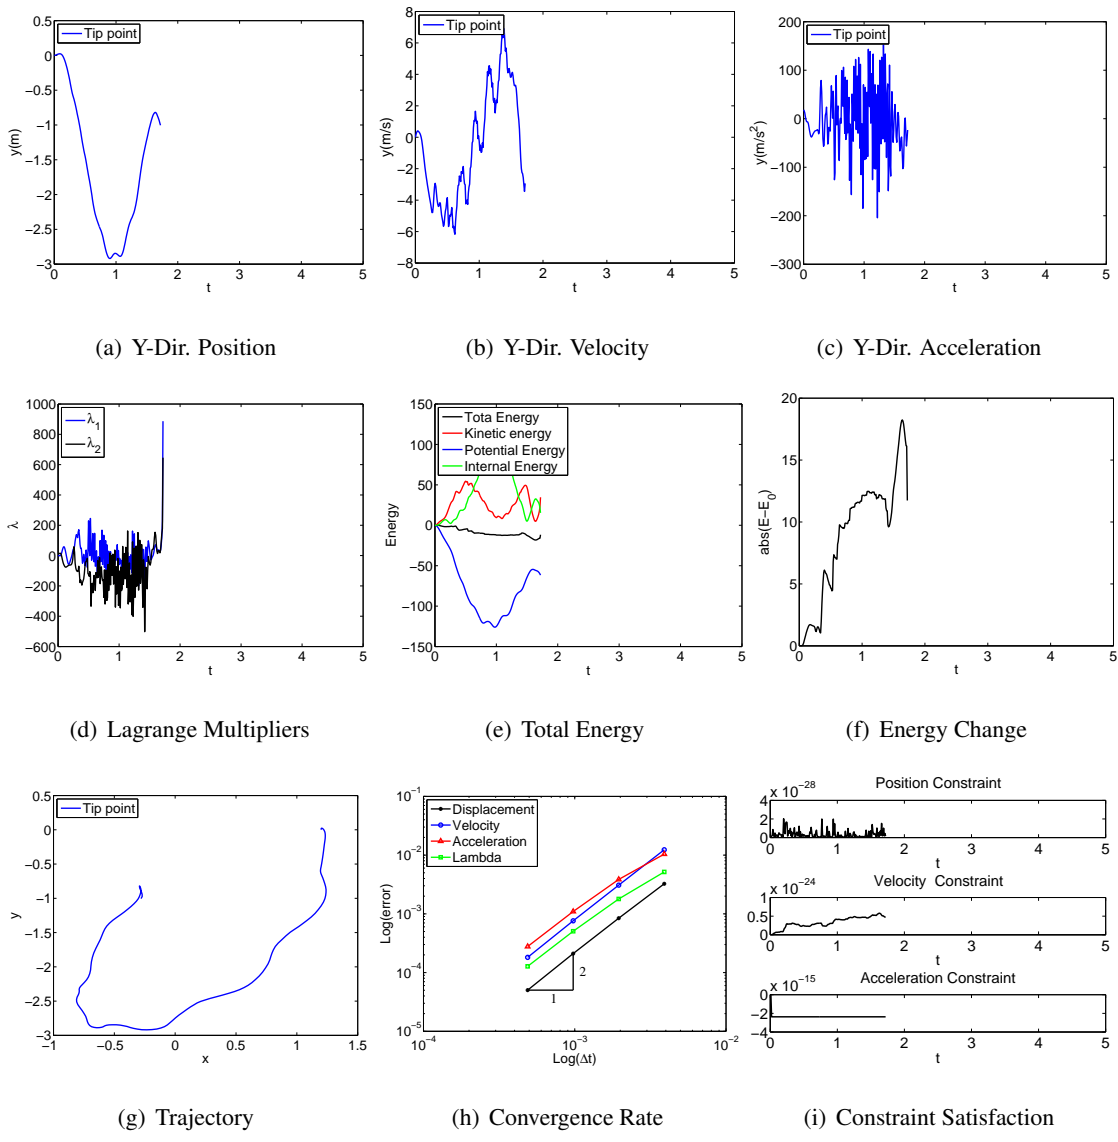 0.5
0
−0.5
−1
−1.5
−2
−2.5
−3
0 1 2 3 4 5
y(m)
t
Tip point
(a) Y-Dir. Position
8
6
4
2
0
−2
−4
−6
−8
0 1 2 3 4 5
y(m/s)
t
Tip point
(b) Y-Dir. Velocity
200
100
0
−100
−200
−300
0 1 2 3 4 5
y(m/s²)
t
Tip point
(c) Y-Dir. Acceleration
1000
800
600
400
200
0
−200
−400
−600
0 1 2 3 4 5
λ
t
λ1
λ2
(d) Lagrange Multipliers
150
100
50
0
−50
−100
−150
0 1 2 3 4 5
Energy
t
Tota Energy
Kinetic energy
Potential Energy
Internal Energy
(e) Total Energy
20
15
10
5
0
0 1 2 3 4 5
abs(E−E0)
t
(f) Energy Change
0.5
0
−0.5
−1
−1.5
−2
−2.5
−3
−1 −0.5 0 0.5 1 1.5
y
x
Tip point
(g) Trajectory
10−1
10−2
10−3
10−4
10−5
10−4 10−3 10−2
Log(error)
Log(Δt)
Displacement
Velocity
Acceleration
Lambda
2
1
(h) Convergence Rate
x 10−28
Position Constraint
4
2
0
0 1 2 3 4 5
t
x 10−24
Velocity Constraint
1
0.5
0
0 1 2 3 4 5
t
x 10−15
Acceleration Constraint
0
−2
−4
0 1 2 3 4 5
t
(i) Constraint Satisfaction